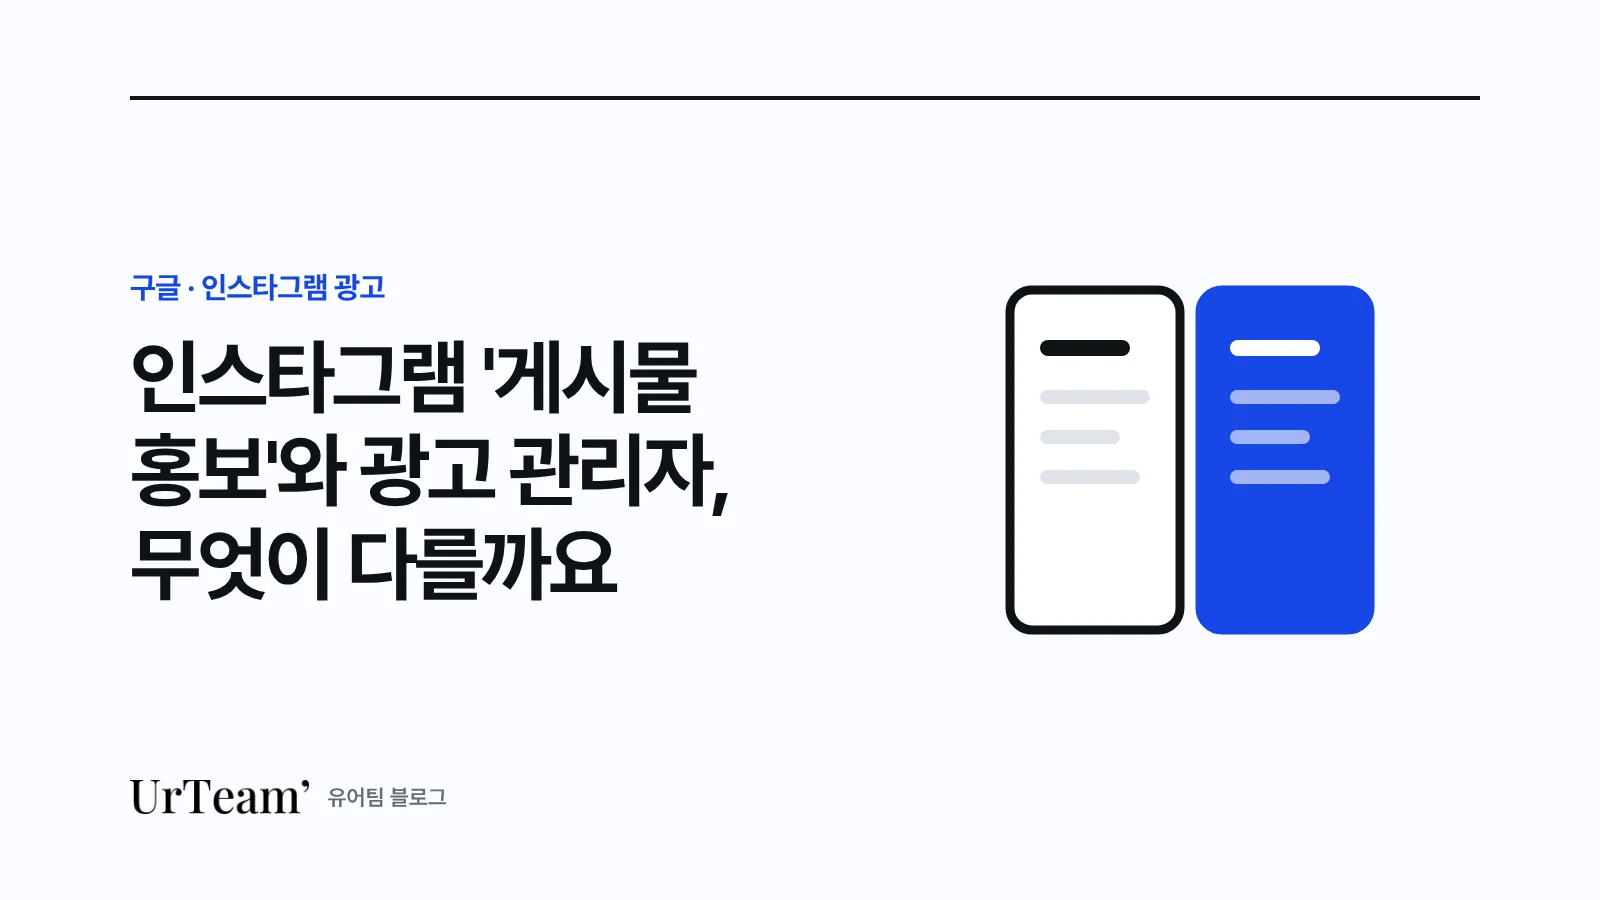 구글 · 인스타그램 광고
인스타그램 '게시물
홍보'와 광고 관리자,
무엇이 다를까요
UrTeam’ 유어팀 블로그